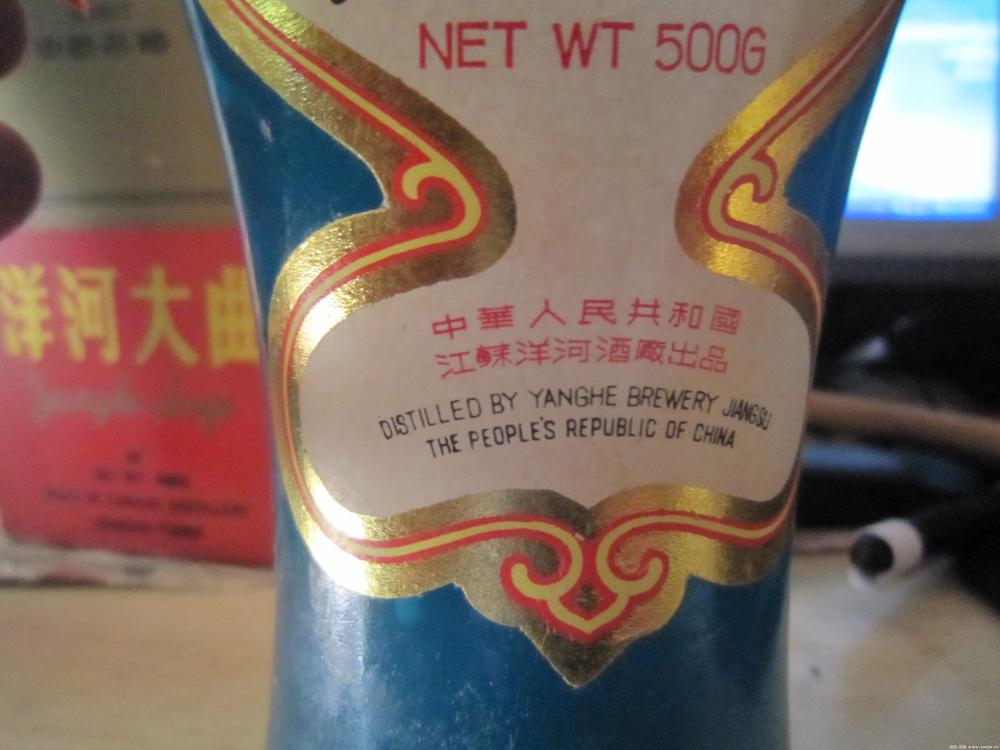 NET WT 500G
中華人民共和國
江蘇洋河酒廠出品
DISTILLED BY YANGHE BREWERY JIANGSU
THE PEOPLE'S REPUBLIC OF CHINA
洋河大曲